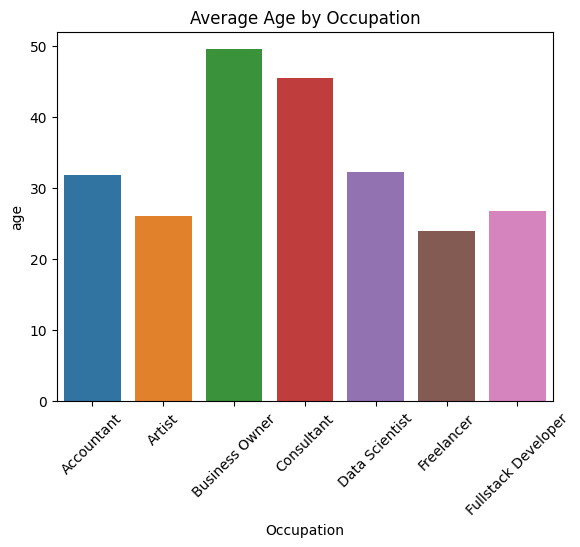 Average Age by Occupation
50
40
30
20
10
0
age
Accountant
Artist
Business Owner
Consultant
Data Scientist
Freelancer
Fullstack Developer
Occupation